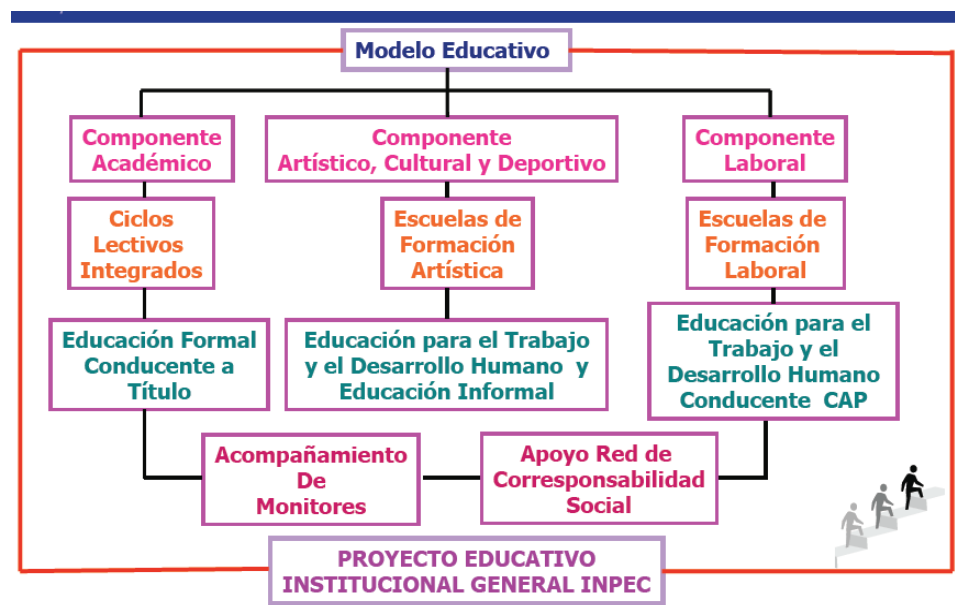 Modelo Educativo
Componente
Académico
Componente
Artístico, Cultural y Deportivo
Componente
Laboral
Ciclos
Lectivos
Integrados
Escuelas de
Formación
Artística
Escuelas de
Formación
Laboral
Educación Formal
Conducente a
Título
Educación para el Trabajo
y el Desarrollo Humano y
Educación Informal
Educación para el
Trabajo y el
Desarrollo Humano
Conducente CAP
Acompañamiento
De
Monitores
Apoyo Red de
Corresponsabilidad
Social
PROYECTO EDUCATIVO
INSTITUCIONAL GENERAL INPEC